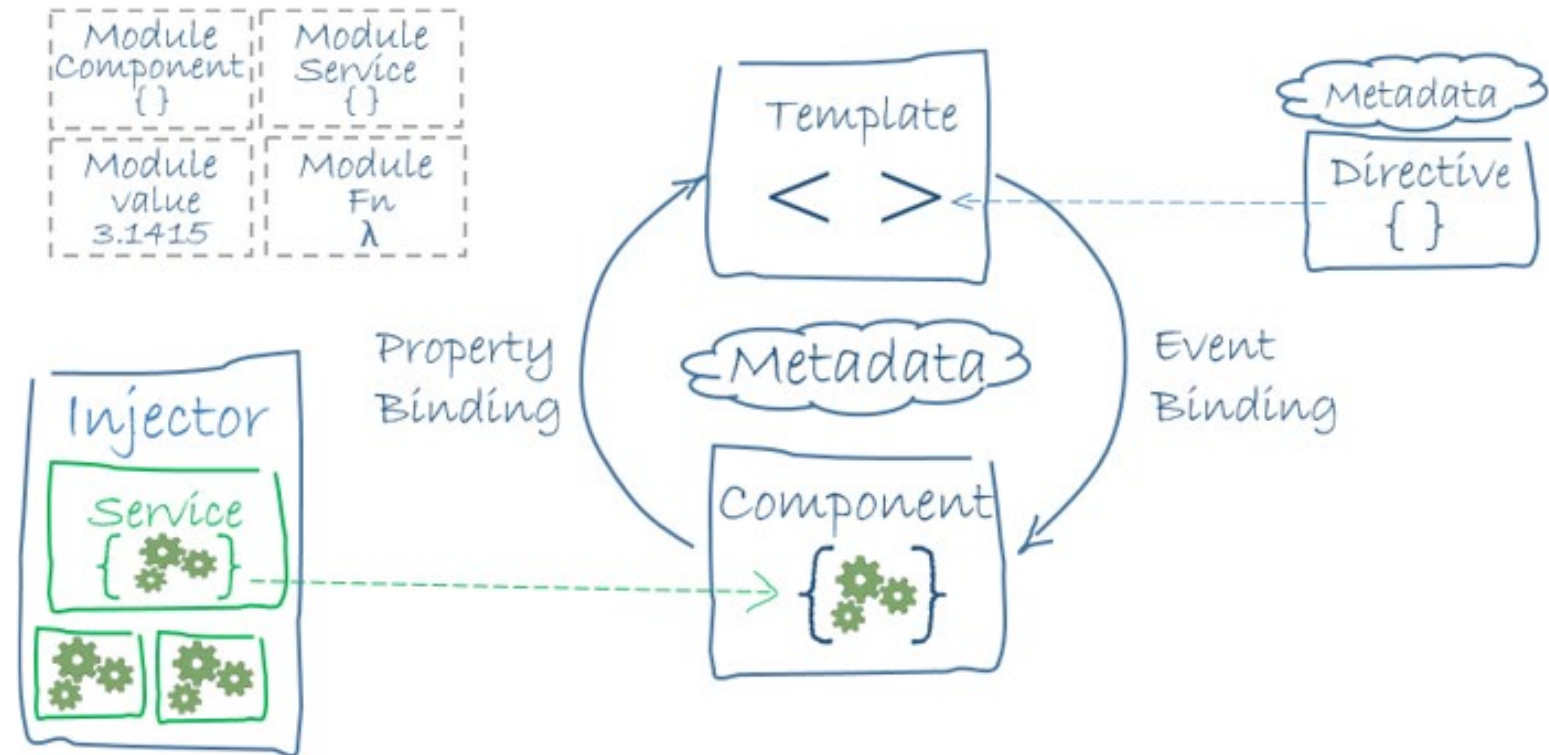 Module
Component
{ }
Module
Service
{ }
Module
value
3.1415
Module
Fn
λ
Template
< >
Metadata
Directive
{ }
Property
Binding
Metadata
Event
Binding
Injector
Service
{ }
Component
{ }